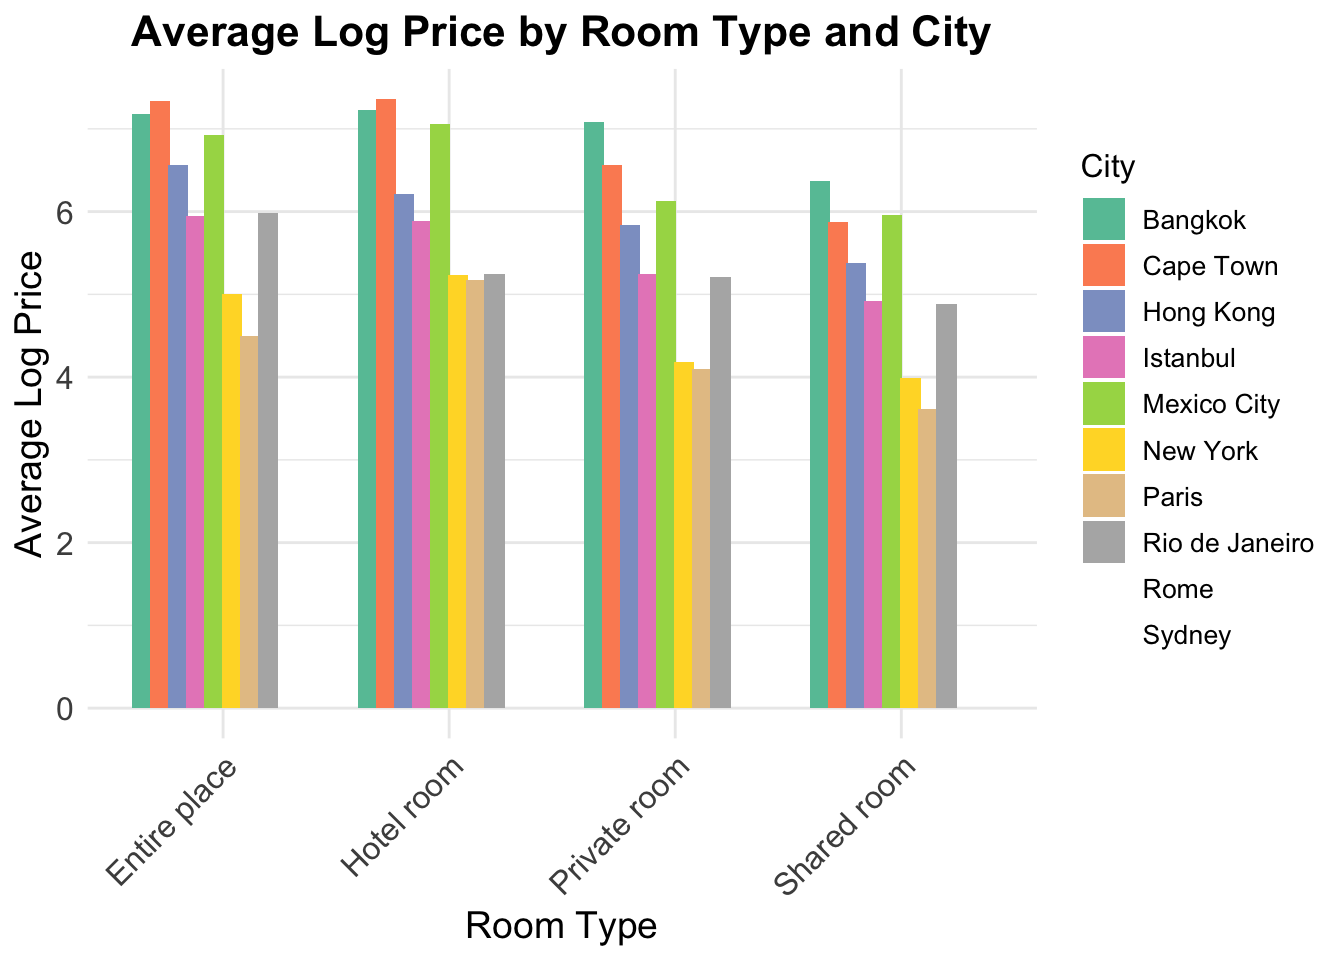 Average Log Price by Room Type and City
Average Log Price
6
4
2
0
Entire place
Hotel room
Private room
Shared room
Room Type
City
Bangkok
Cape Town
Hong Kong
Istanbul
Mexico City
New York
Paris
Rio de Janeiro
Rome
Sydney